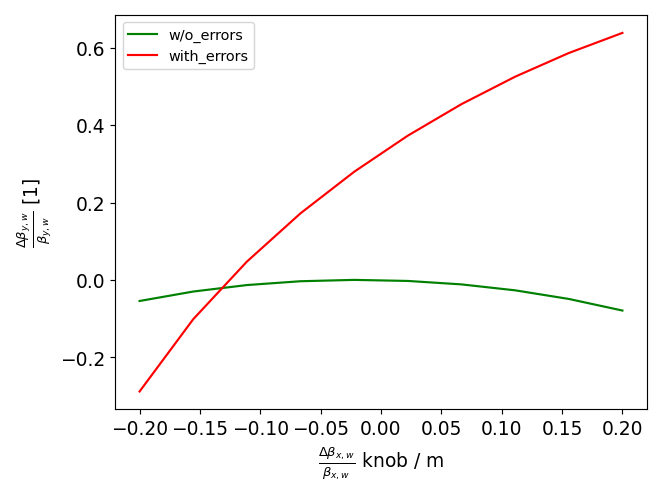 w/o_errors
with_errors
0.6
0.4
0.2
0.0
−0.2
Δβy,w / βy,w [1]
−0.20 −0.15 −0.10 −0.05 0.00 0.05 0.10 0.15 0.20
Δβx,w / βx,w knob / m